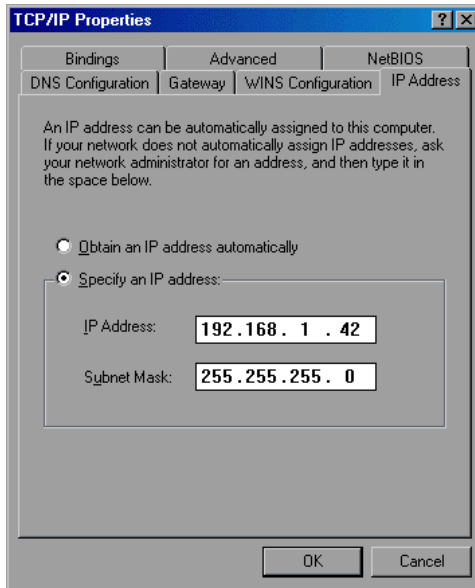 TCP/IP Properties
Bindings Advanced NetBIOS
DNS Configuration Gateway WINS Configuration IP Address
An IP address can be automatically assigned to this computer.
If your network does not automatically assign IP addresses, ask
your network administrator for an address, and then type it in
the space below.
Obtain an IP address automatically
Specify an IP address:
IP Address: 192.168. 1 .42
Subnet Mask: 255.255.255. 0
OK Cancel